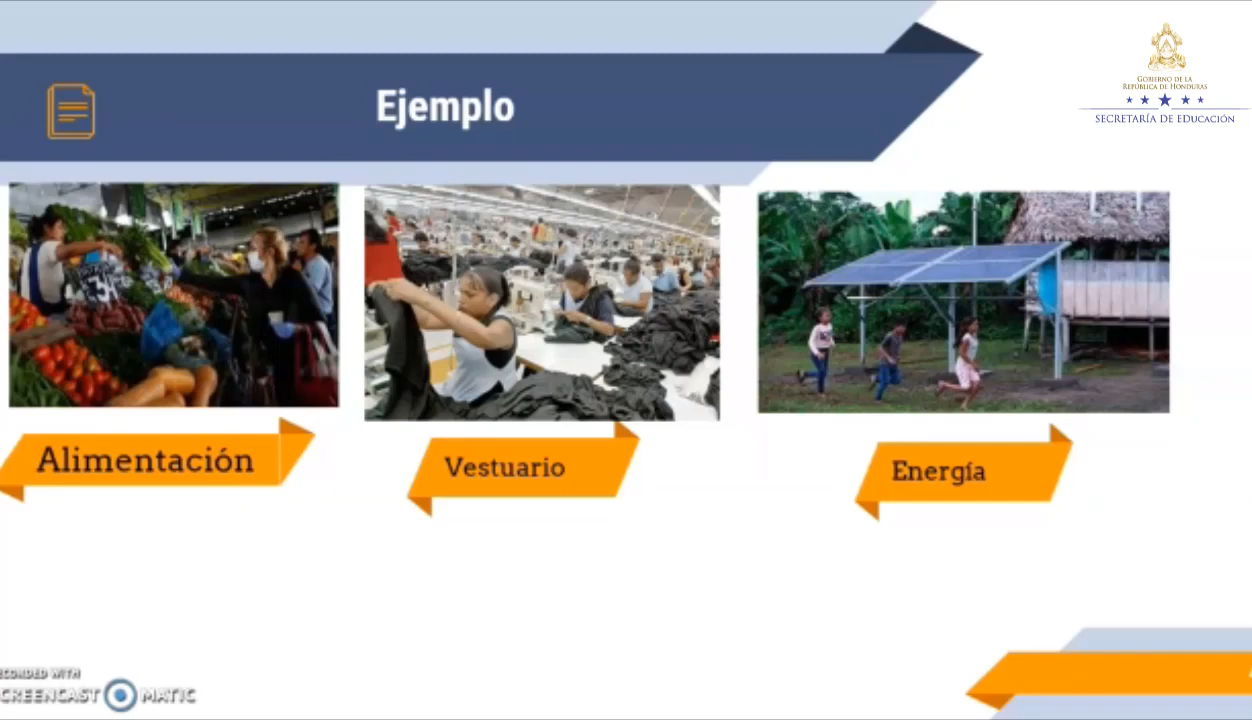 Ejemplo
GOBIERNO DE LA
REPÚBLICA DE HONDURAS
SECRETARÍA DE EDUCACIÓN
Alimentación
Vestuario
Energía
RECORDED WITH
SCREENCAST MATIC